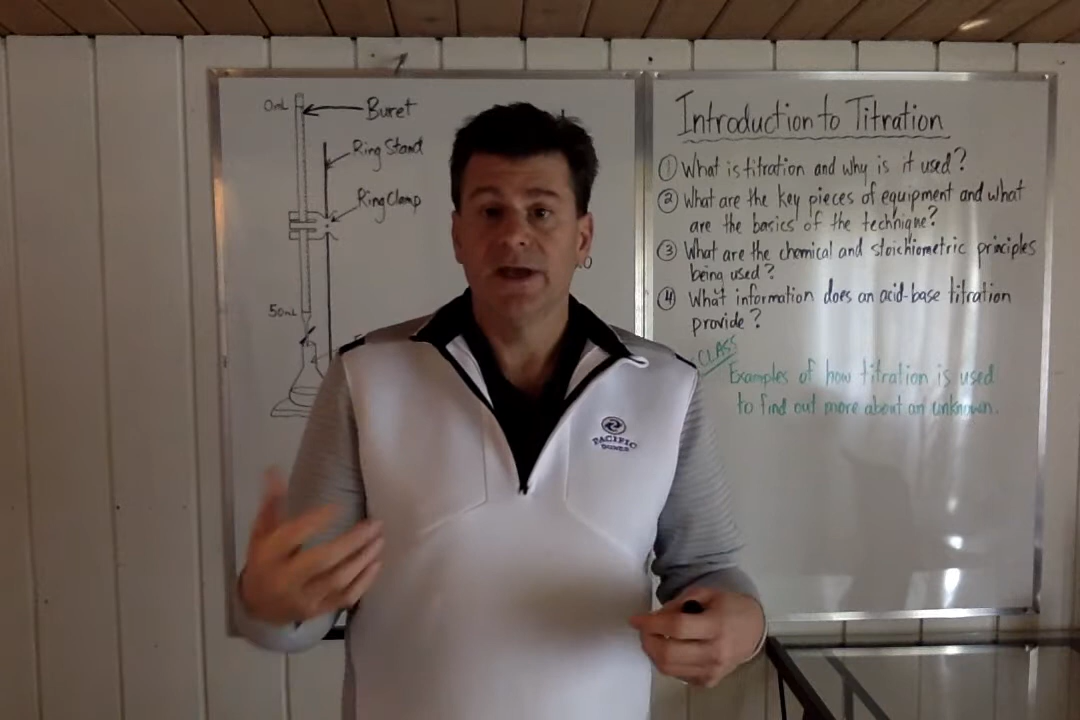 0mL
Buret
Ring Stand
Ring Clamp
50mL
Introduction to Titration
① What is titration and why is it used?
② What are the key pieces of equipment and what
are the basics of the technique?
③ What are the chemical and stoichiometric principles
being used?
④ What information does an acid-base titration
provide?
CLASS
Examples of how titration is used
to find out more about an unknown.
PACIFIC
DUNES